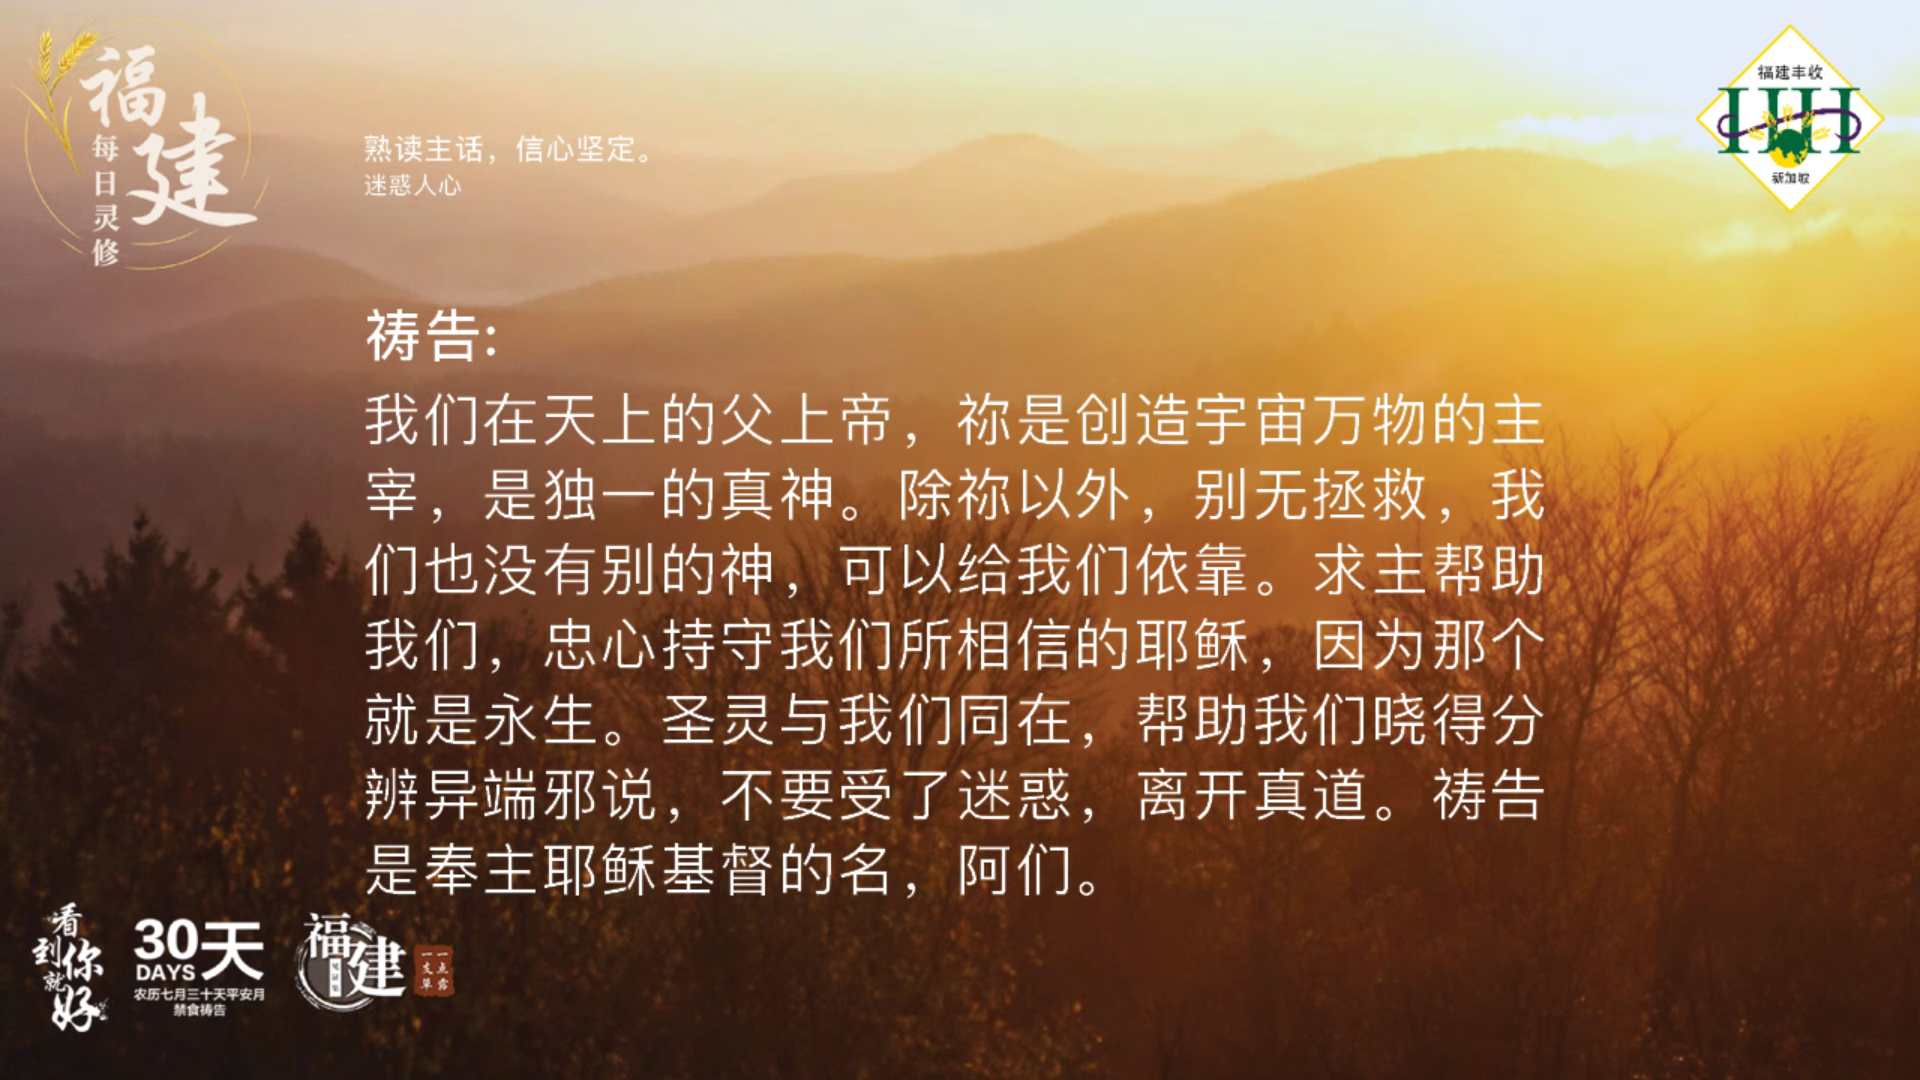 福建
每日灵修
熟读主话，信心坚定。
迷惑人心
福建丰收
HH
新加坡
祷告:
我们在天上的父上帝，祢是创造宇宙万物的主
宰，是独一的真神。除祢以外，别无拯救，我
们也没有别的神，可以给我们依靠。求主帮助
我们，忠心持守我们所相信的耶稣，因为那个
就是永生。圣灵与我们同在，帮助我们晓得分
辨异端邪说，不要受了迷惑，离开真道。祷告
是奉主耶稣基督的名，阿们。
看到你就好
30天
DAYS
农历七月三十天平安月
禁食祷告
福建
一点露
一支草